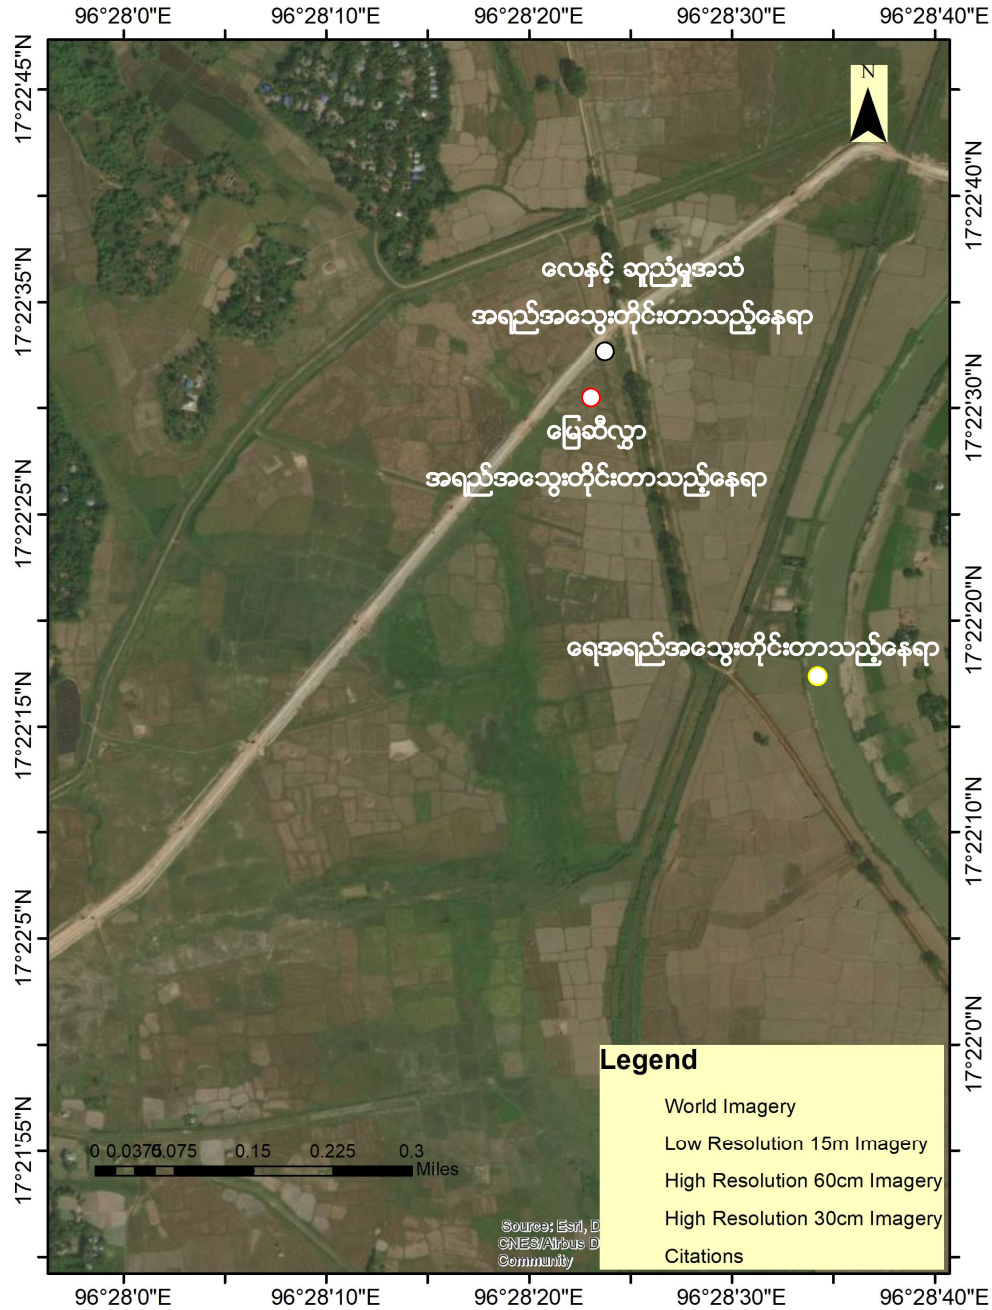 96°28'0"E 96°28'10"E 96°28'20"E 96°28'30"E 96°28'40"E
17°22'45"N
17°22'40"N
17°22'35"N
17°22'30"N
17°22'25"N
17°22'20"N
17°22'15"N
17°22'10"N
17°22'5"N
17°22'0"N
17°21'55"N
N
လေနှင့် ဆူညံမှုအသံ
အရည်အသွေးတိုင်းတာသည့်နေရာ
မြေဆီလွှာ
အရည်အသွေးတိုင်းတာသည့်နေရာ
ရေအရည်အသွေးတိုင်းတာသည့်နေရာ
Legend
World Imagery
Low Resolution 15m Imagery
High Resolution 60cm Imagery
High Resolution 30cm Imagery
Citations
0 0.0375 0.075 0.15 0.225 0.3
Miles
Source: Esri, D
CNES/Airbus D
Community
96°28'0"E 96°28'10"E 96°28'20"E 96°28'30"E 96°28'40"E